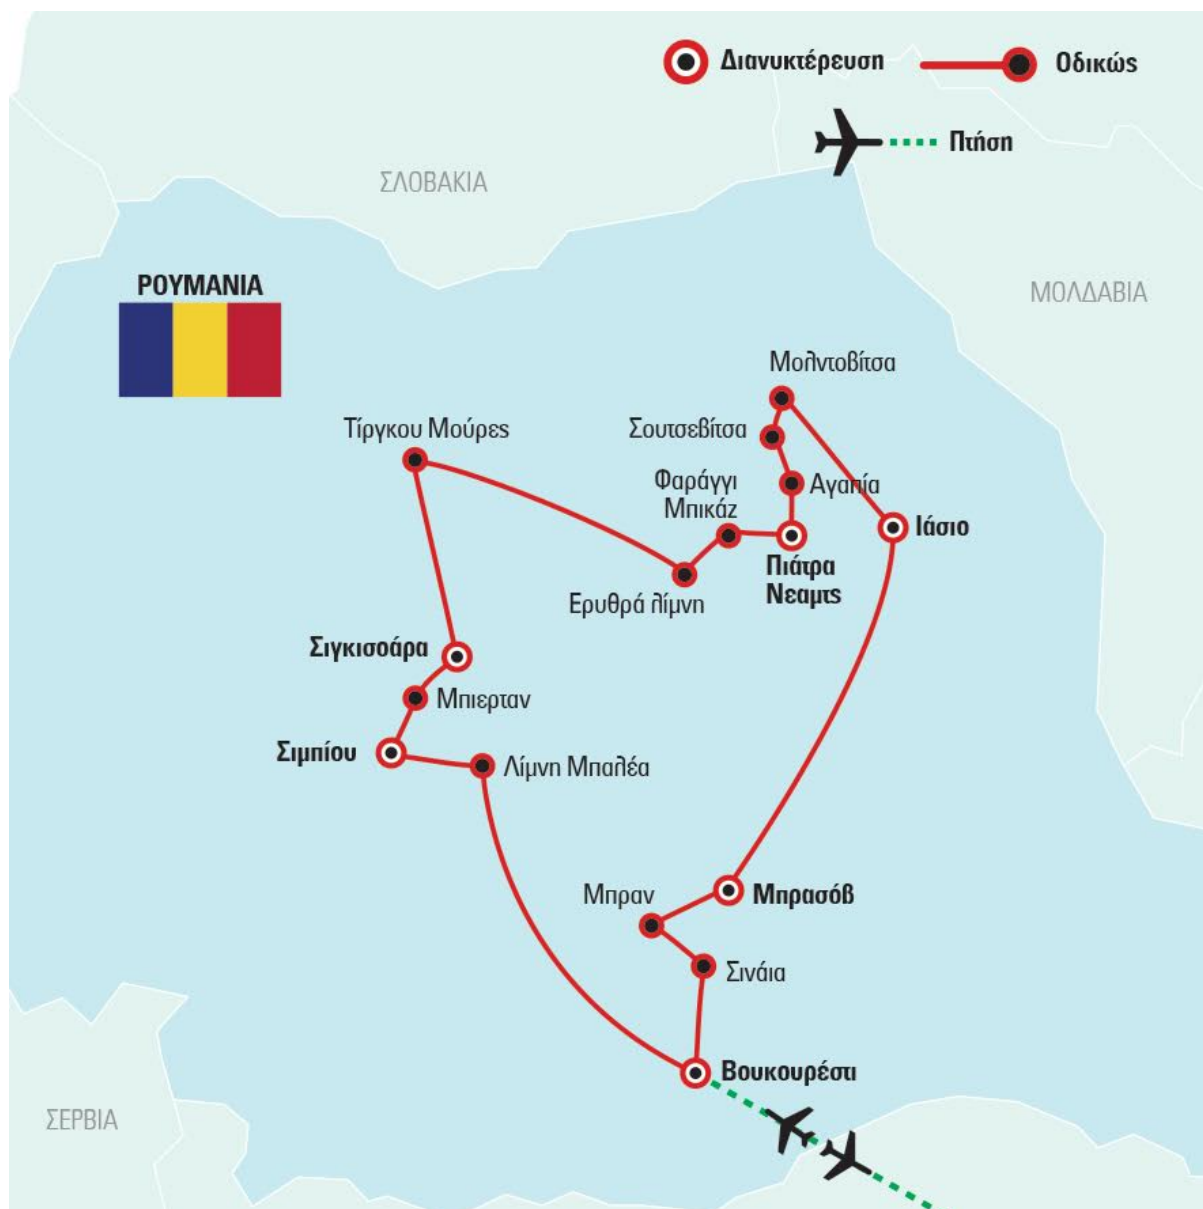 Διανυκτέρευση
Οδικώς
Πτήση
ΣΛΟΒΑΚΙΑ
ΡΟΥΜΑΝΙΑ
ΜΟΛΔΑΒΙΑ
Μολντοβίτσα
Τίργκου Μούρες
Σουτσεβίτσα
Φαράγγι
Μπικάζ
Αγαπία
Ιάσιο
Πιάτρα
Νεαμτς
Ερυθρά λίμνη
Σιγκισοάρα
Μπιερταν
Σιμπίου
Λίμνη Μπαλέα
Μπραν
Μπρασόβ
Σινάια
Βουκουρέστι
ΣΕΡΒΙΑ